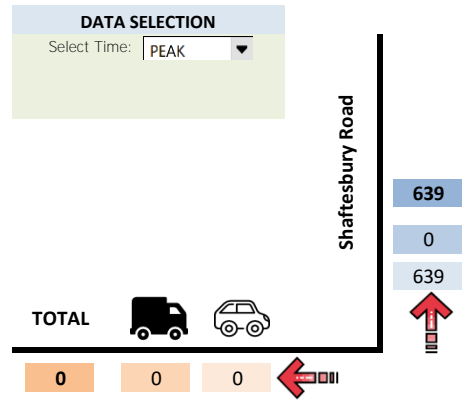 DATA SELECTION
Select Time: PEAK
Shaftesbury Road
639
0
639
TOTAL
0 0 0